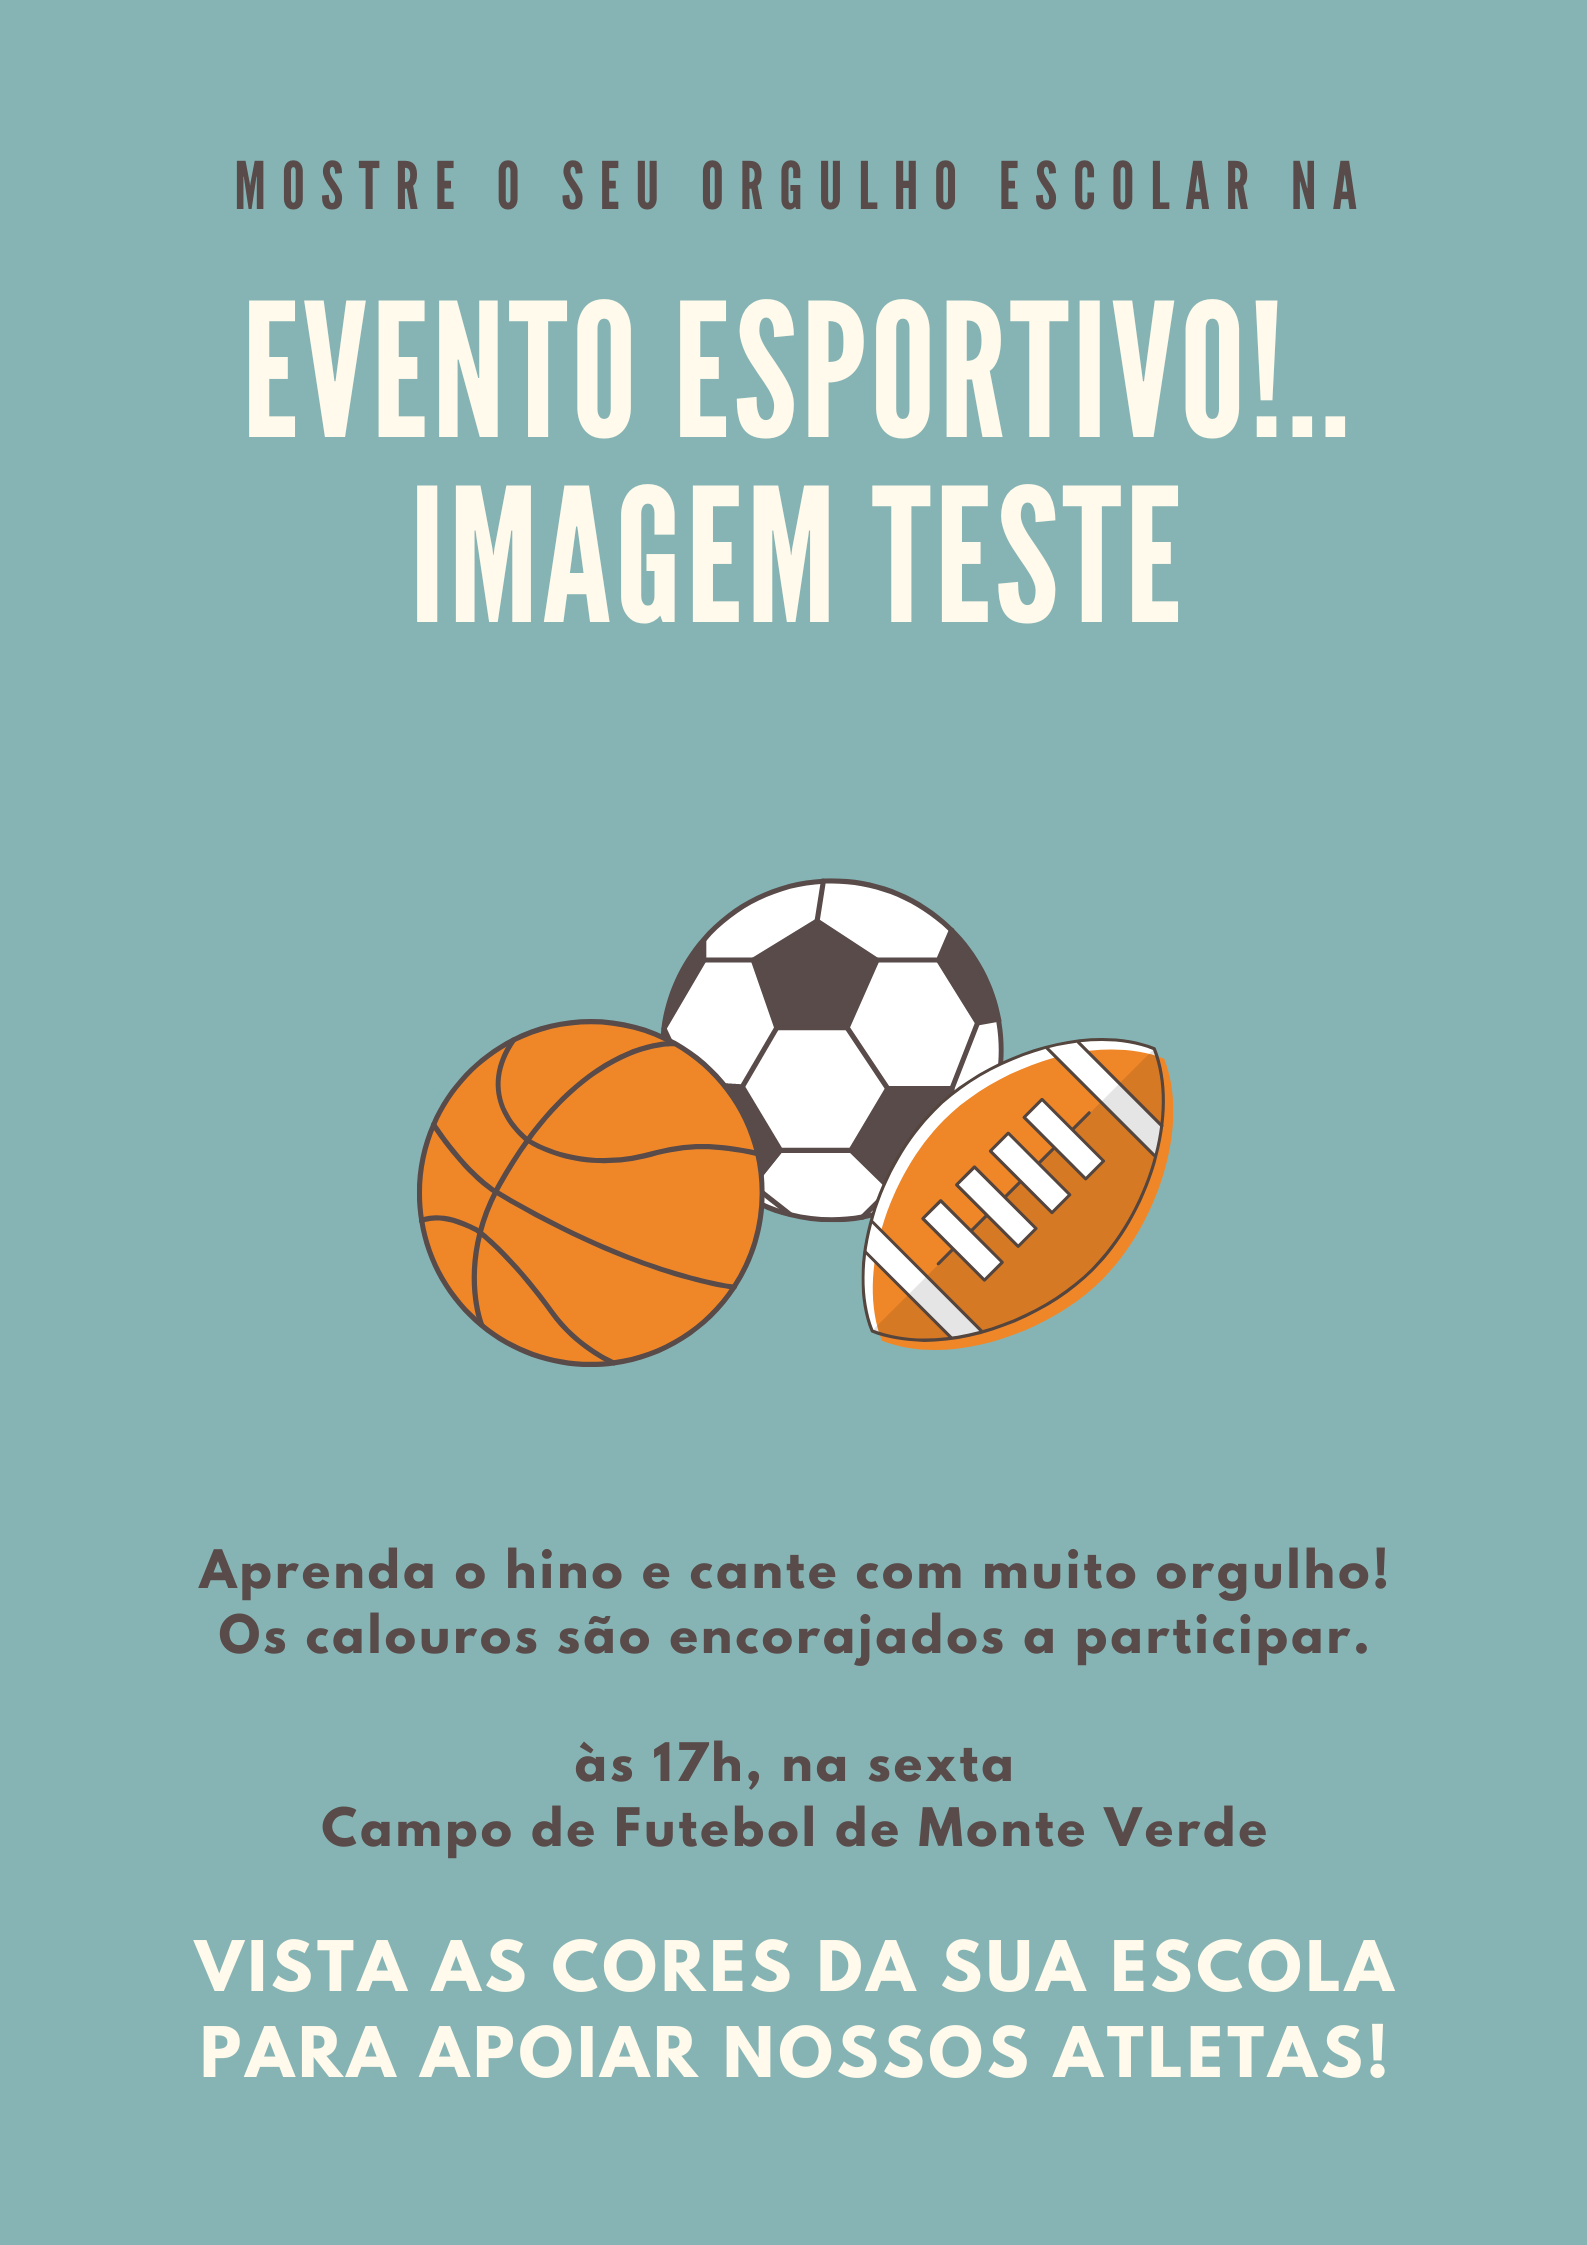 MOSTRE O SEU ORGULHO ESCOLAR NA
EVENTO ESPORTIVO!..
IMAGEM TESTE
Aprenda o hino e cante com muito orgulho!
Os calouros são encorajados a participar.
às 17h, na sexta
Campo de Futebol de Monte Verde
VISTA AS CORES DA SUA ESCOLA
PARA APOIAR NOSSOS ATLETAS!